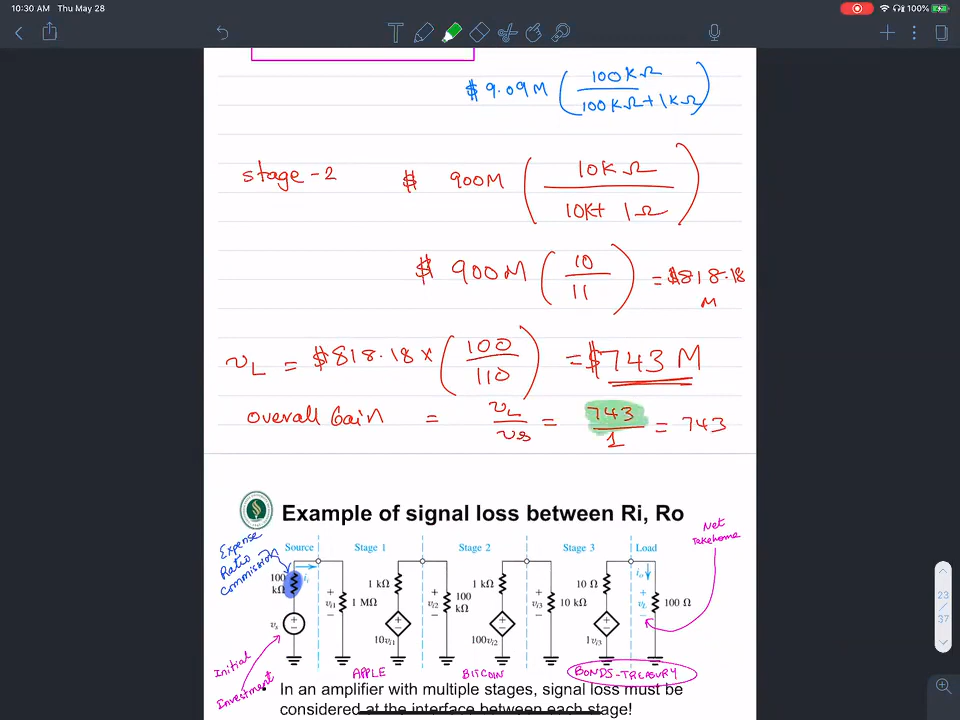 10:30 AM Thu May 28
100%
$ 9.09M ( 100KΩ / 100KΩ+1KΩ )
stage-2 $ 900M ( 10KΩ / 10K+ 1Ω )
$ 900M ( 10 / 11 ) = $818.18 M
vL = $818.18 × ( 100 / 110 ) = $743 M
overall Gain = vL / vs = 743 / 1 = 743
Example of signal loss between Ri, Ro
Net Takehome
Expense Ratio Commission
Source Stage 1 Stage 2 Stage 3 Load
100 kΩ
ii
vs
+ vi1 −
1 MΩ
1 kΩ
10vi1
+ vi2 −
100 kΩ
1 kΩ
100vi2
+ vi3 −
10 kΩ
10 Ω
1vi3
io
+ vL −
100 Ω
Initial Investment
APPLE BITCOIN BONDS-TREASURY
• In an amplifier with multiple stages, signal loss must be
considered at the interface between each stage!
23
37